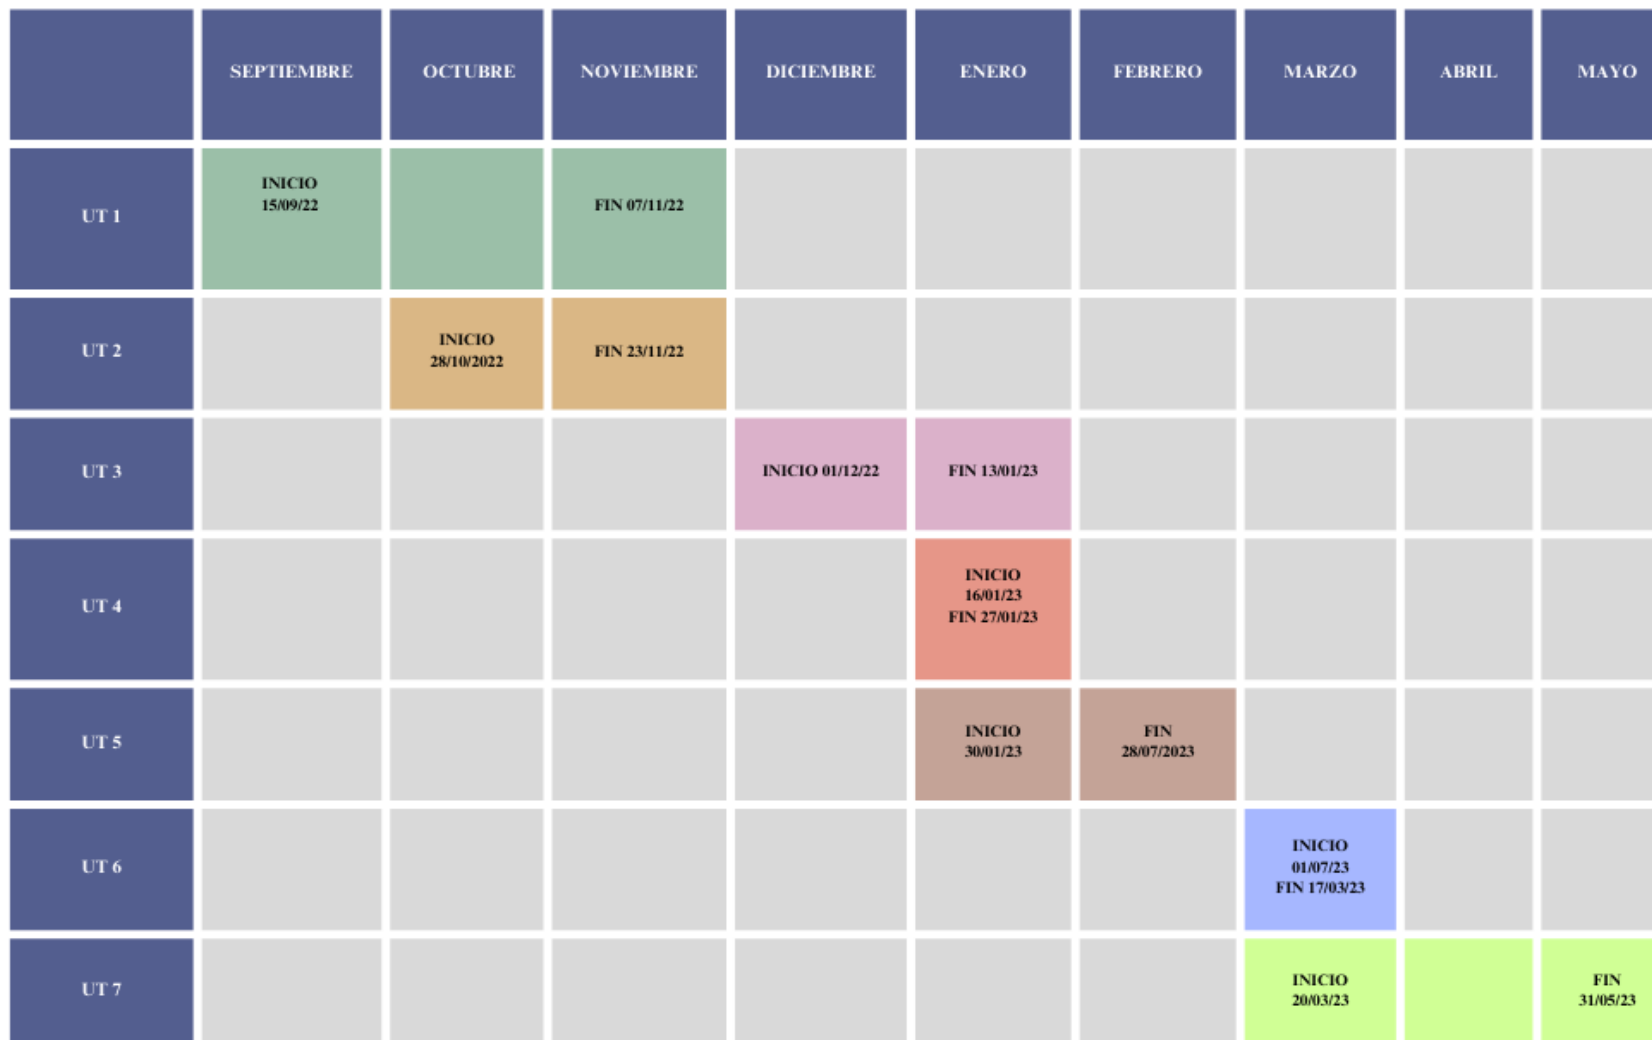 SEPTIEMBRE OCTUBRE NOVIEMBRE DICIEMBRE ENERO FEBRERO MARZO ABRIL MAYO
UT 1
INICIO
15/09/22
FIN 07/11/22
UT 2
INICIO
28/10/2022
FIN 23/11/22
UT 3
INICIO 01/12/22
FIN 13/01/23
UT 4
INICIO
16/01/23
FIN 27/01/23
UT 5
INICIO
30/01/23
FIN
28/07/2023
UT 6
INICIO
01/07/23
FIN 17/03/23
UT 7
INICIO
20/03/23
FIN
31/05/23